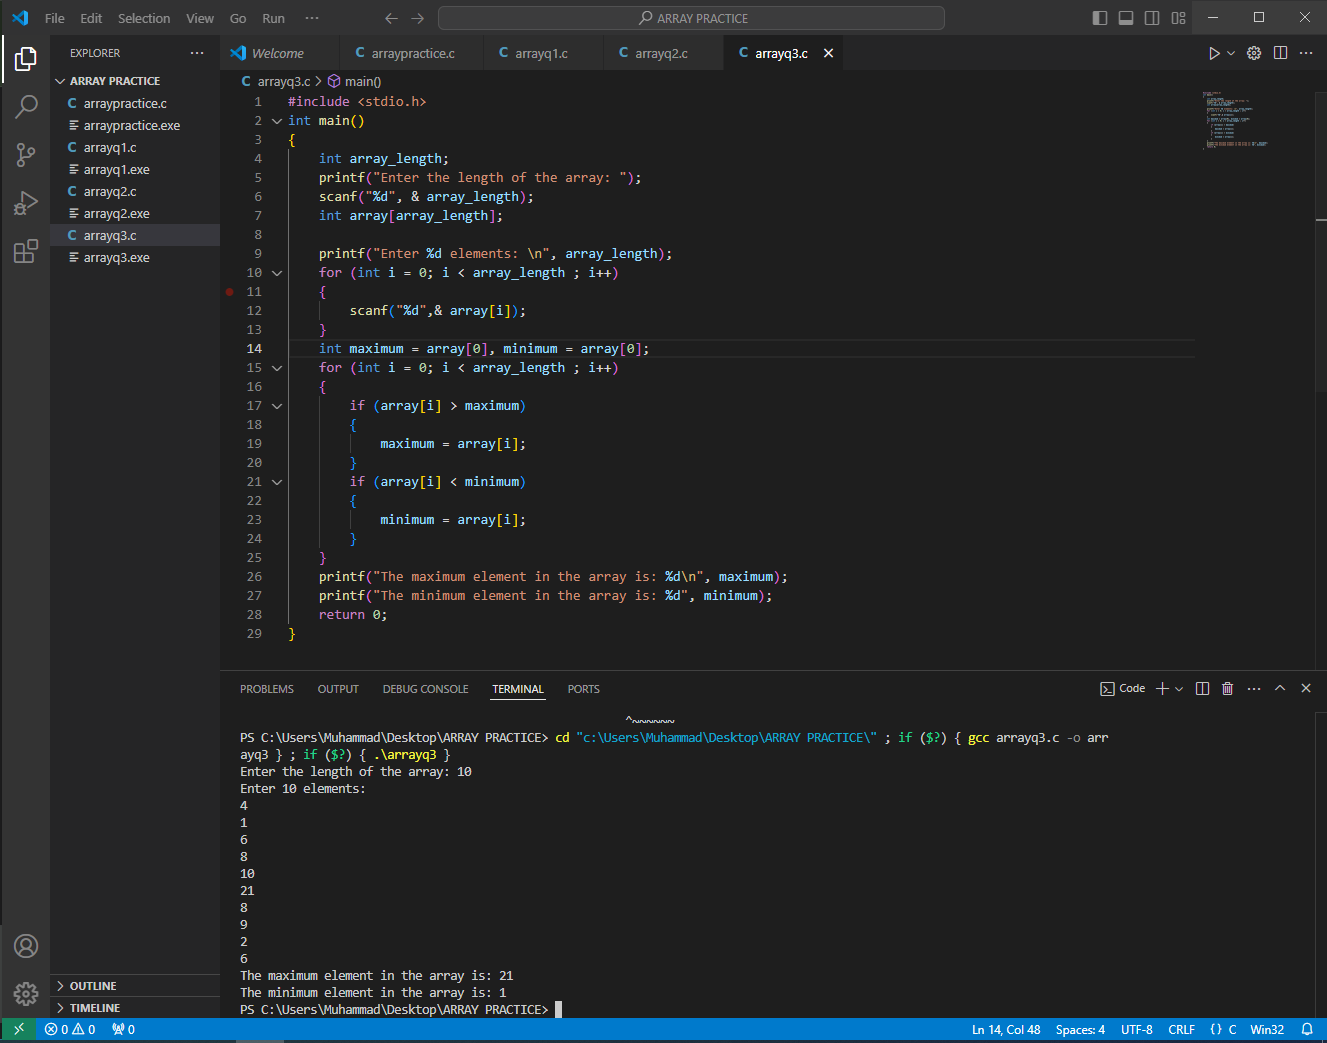 File Edit Selection View Go Run ··· ARRAY PRACTICE
EXPLORER ···
Welcome arraypractice.c arrayq1.c arrayq2.c arrayq3.c
ARRAY PRACTICE
arraypractice.c
arraypractice.exe
arrayq1.c
arrayq1.exe
arrayq2.c
arrayq2.exe
arrayq3.c
arrayq3.exe
OUTLINE
TIMELINE
arrayq3.c > main()
1 #include <stdio.h>
2 int main()
3 {
4 int array_length;
5 printf("Enter the length of the array: ");
6 scanf("%d", & array_length);
7 int array[array_length];
8
9 printf("Enter %d elements: \n", array_length);
10 for (int i = 0; i < array_length ; i++)
11 {
12 scanf("%d",& array[i]);
13 }
14 int maximum = array[0], minimum = array[0];
15 for (int i = 0; i < array_length ; i++)
16 {
17 if (array[i] > maximum)
18 {
19 maximum = array[i];
20 }
21 if (array[i] < minimum)
22 {
23 minimum = array[i];
24 }
25 }
26 printf("The maximum element in the array is: %d\n", maximum);
27 printf("The minimum element in the array is: %d", minimum);
28 return 0;
29 }
PROBLEMS OUTPUT DEBUG CONSOLE TERMINAL PORTS Code
^~~~~~~
PS C:\Users\Muhammad\Desktop\ARRAY PRACTICE> cd "c:\Users\Muhammad\Desktop\ARRAY PRACTICE\" ; if ($?) { gcc arrayq3.c -o arr
ayq3 } ; if ($?) { .\arrayq3 }
Enter the length of the array: 10
Enter 10 elements:
4
1
6
8
10
21
8
9
2
6
The maximum element in the array is: 21
The minimum element in the array is: 1
PS C:\Users\Muhammad\Desktop\ARRAY PRACTICE>
0 0 0 Ln 14, Col 48 Spaces: 4 UTF-8 CRLF {} C Win32